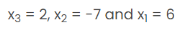 x₃ = 2, x₂ = -7 and x₁ = 6